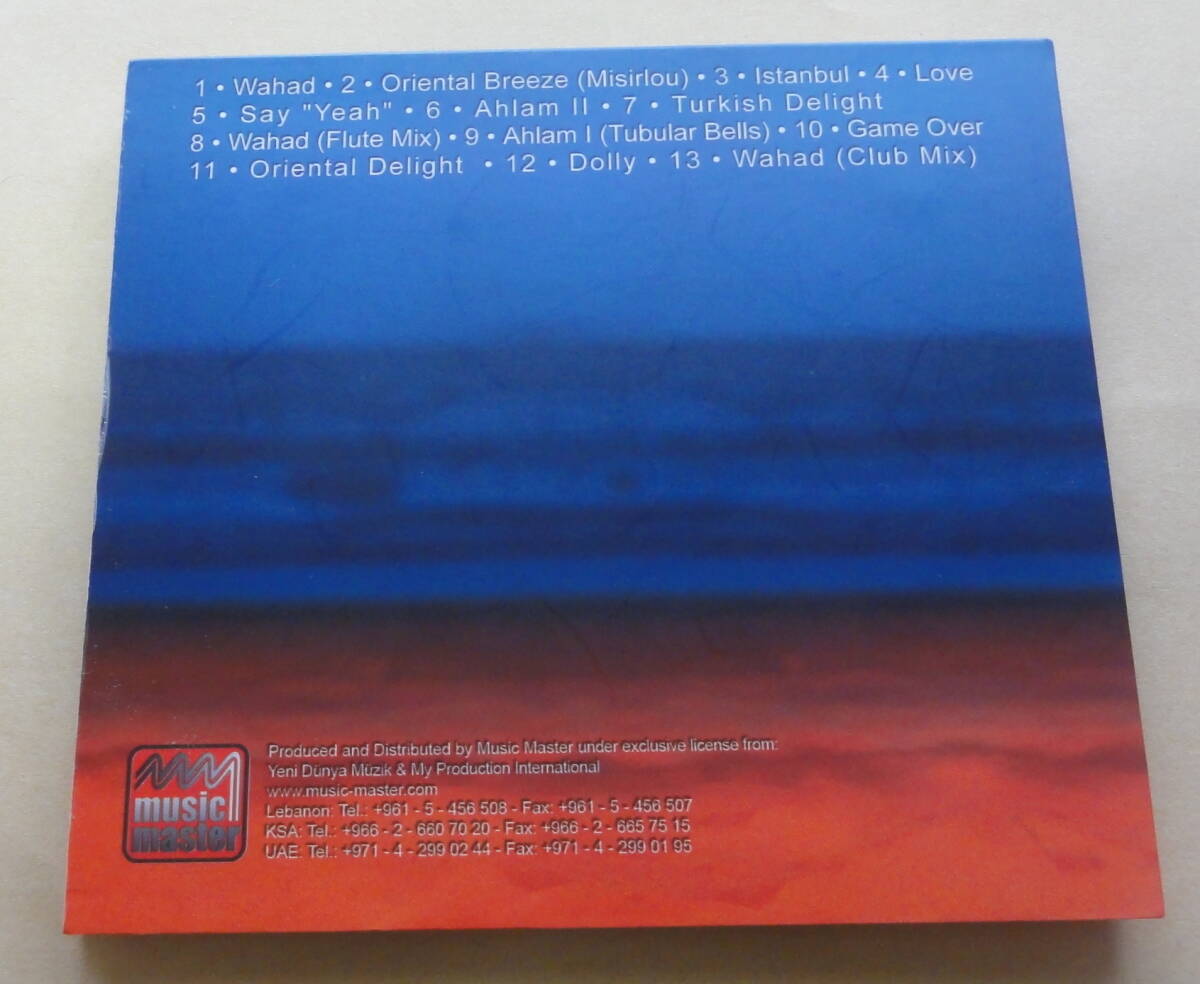 1 • Wahad • 2 • Oriental Breeze (Misirlou) • 3 • Istanbul • 4 • Love
5 • Say "Yeah" • 6 • Ahlam II • 7 • Turkish Delight
8 • Wahad (Flute Mix) • 9 • Ahlam I (Tubular Bells) • 10 • Game Over
11 • Oriental Delight • 12 • Dolly • 13 • Wahad (Club Mix)
music
master
Produced and Distributed by Music Master under exclusive license from:
Yeni Dünya Müzik & My Production International
www.music-master.com
Lebanon: Tel.: +961 - 5 - 456 508 - Fax: +961 - 5 - 456 507
KSA: Tel.: +966 - 2 - 660 70 20 - Fax: +966 - 2 - 665 75 15
UAE: Tel.: +971 - 4 - 299 02 44 - Fax: +971 - 4 - 299 01 95